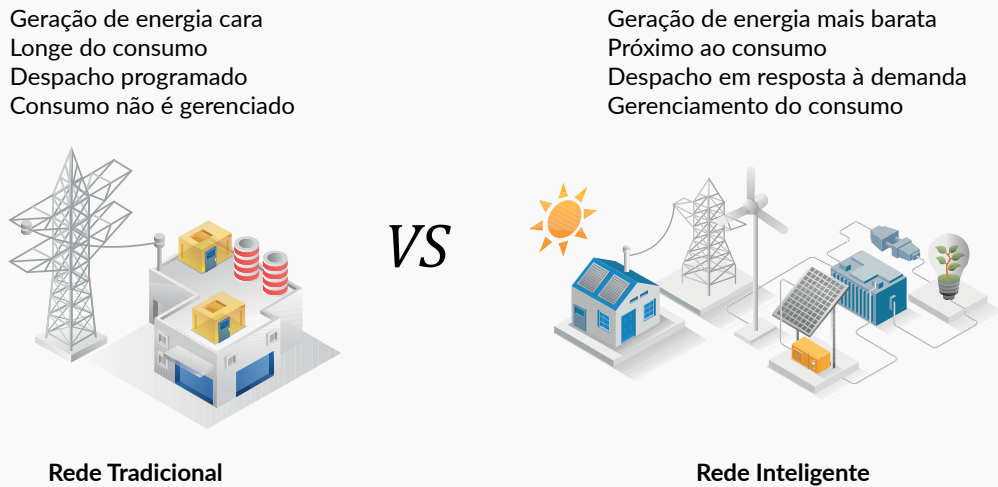 Geração de energia cara
Longe do consumo
Despacho programado
Consumo não é gerenciado
Geração de energia mais barata
Próximo ao consumo
Despacho em resposta à demanda
Gerenciamento do consumo
VS
Rede Tradicional
Rede Inteligente